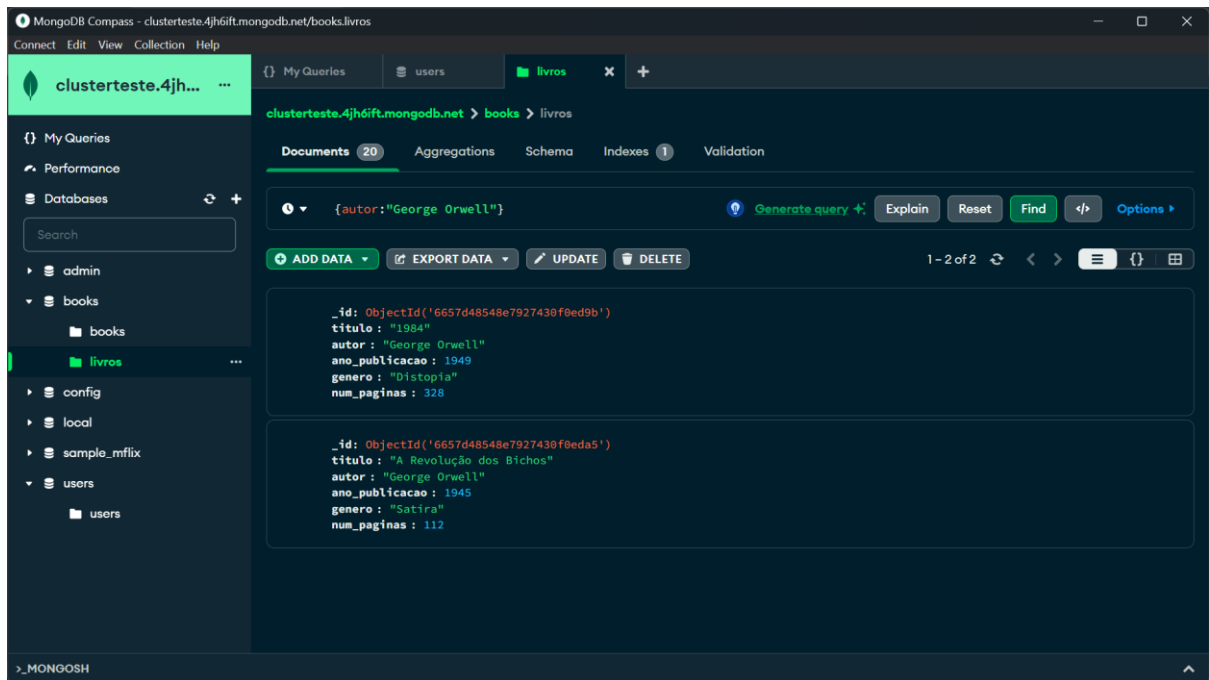 MongoDB Compass - clusterteste.4jh6ift.mongodb.net/books.livros
Connect Edit View Collection Help
clusterteste.4jh... ...
{} My Queries
Performance
Databases
Search
admin
books
books
livros ...
config
local
sample_mflix
users
users
{} My Queries users livros
clusterteste.4jh6ift.mongodb.net > books > livros
Documents 20 Aggregations Schema Indexes 1 Validation
{autor:"George Orwell"} Generate query Explain Reset Find </> Options
ADD DATA EXPORT DATA UPDATE DELETE 1–2 of 2 {}
_id: ObjectId('6657d48548e7927430f0ed9b')
titulo : "1984"
autor : "George Orwell"
ano_publicacao : 1949
genero : "Distopia"
num_paginas : 328
_id: ObjectId('6657d48548e7927430f0eda5')
titulo : "A Revolução dos Bichos"
autor : "George Orwell"
ano_publicacao : 1945
genero : "Satira"
num_paginas : 112
>_MONGOSH